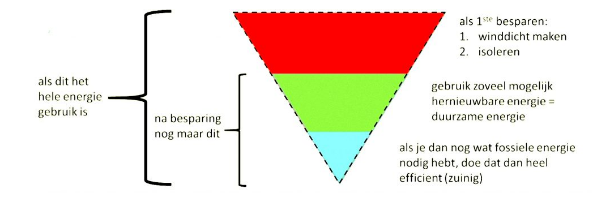 als dit het
hele energie
gebruik is
na besparing
nog maar dit
als 1ste besparen:
1. winddicht maken
2. isoleren
gebruik zoveel mogelijk
hernieuwbare energie =
duurzame energie
als je dan nog wat fossiele energie
nodig hebt, doe dat dan heel
efficient (zuinig)